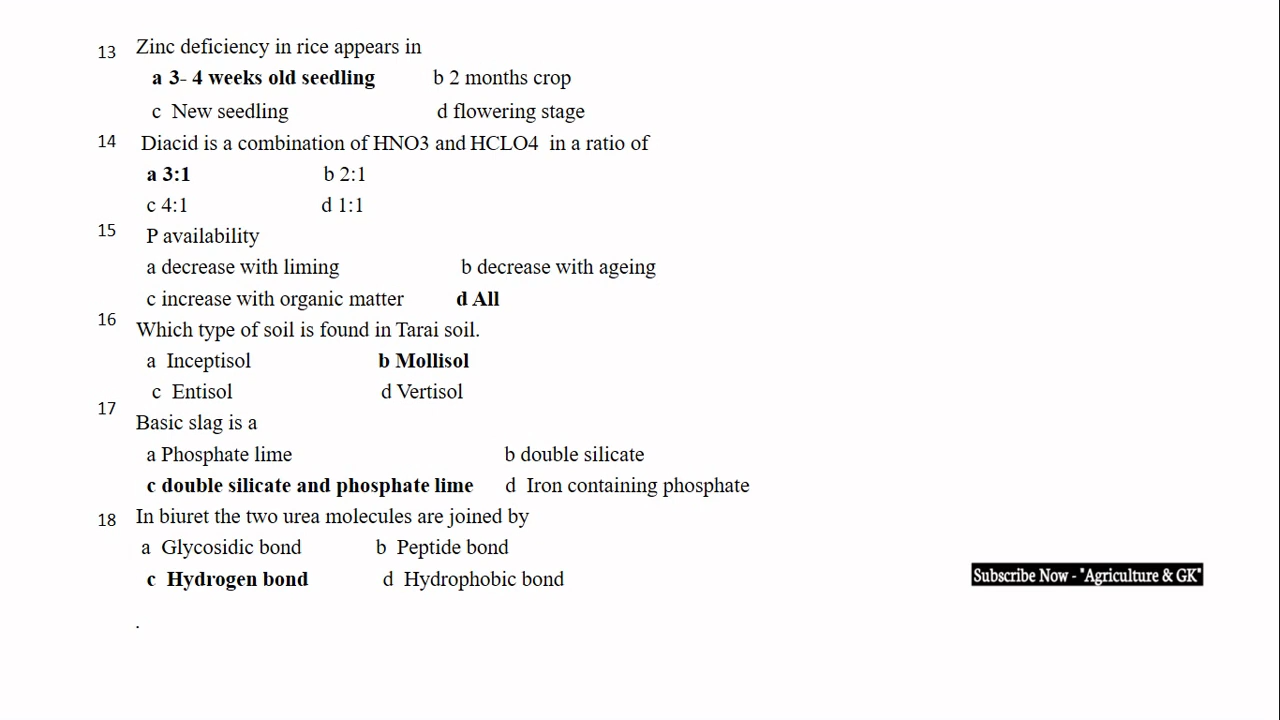 13 Zinc deficiency in rice appears in
a 3- 4 weeks old seedling b 2 months crop
c New seedling d flowering stage
14 Diacid is a combination of HNO3 and HCLO4 in a ratio of
a 3:1 b 2:1
c 4:1 d 1:1
15 P availability
a decrease with liming b decrease with ageing
c increase with organic matter d All
16 Which type of soil is found in Tarai soil.
a Inceptisol b Mollisol
c Entisol d Vertisol
17 Basic slag is a
a Phosphate lime b double silicate
c double silicate and phosphate lime d Iron containing phosphate
18 In biuret the two urea molecules are joined by
a Glycosidic bond b Peptide bond
c Hydrogen bond d Hydrophobic bond
Subscribe Now - "Agriculture & GK"
.